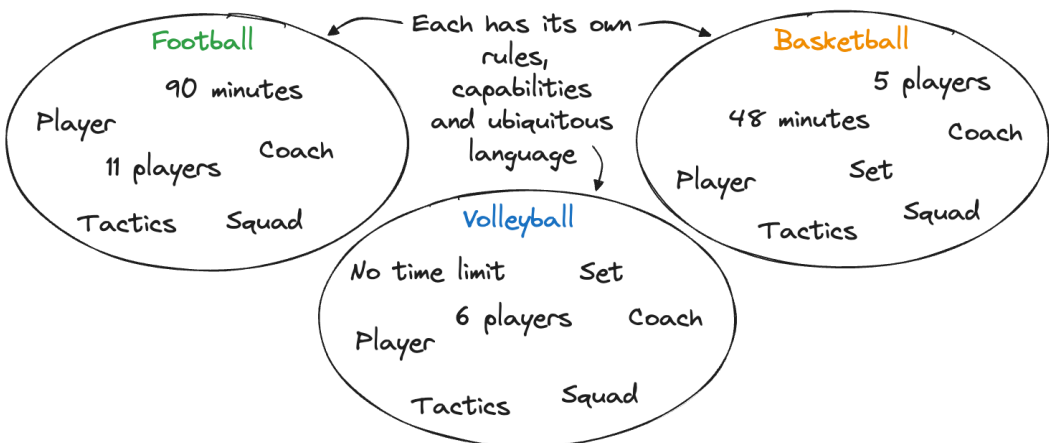 Football
90 minutes
Player
11 players
Coach
Tactics
Squad
Each has its own
rules,
capabilities
and ubiquitous
language
Basketball
5 players
48 minutes
Coach
Player
Set
Squad
Tactics
Volleyball
No time limit
Set
6 players
Coach
Player
Squad
Tactics